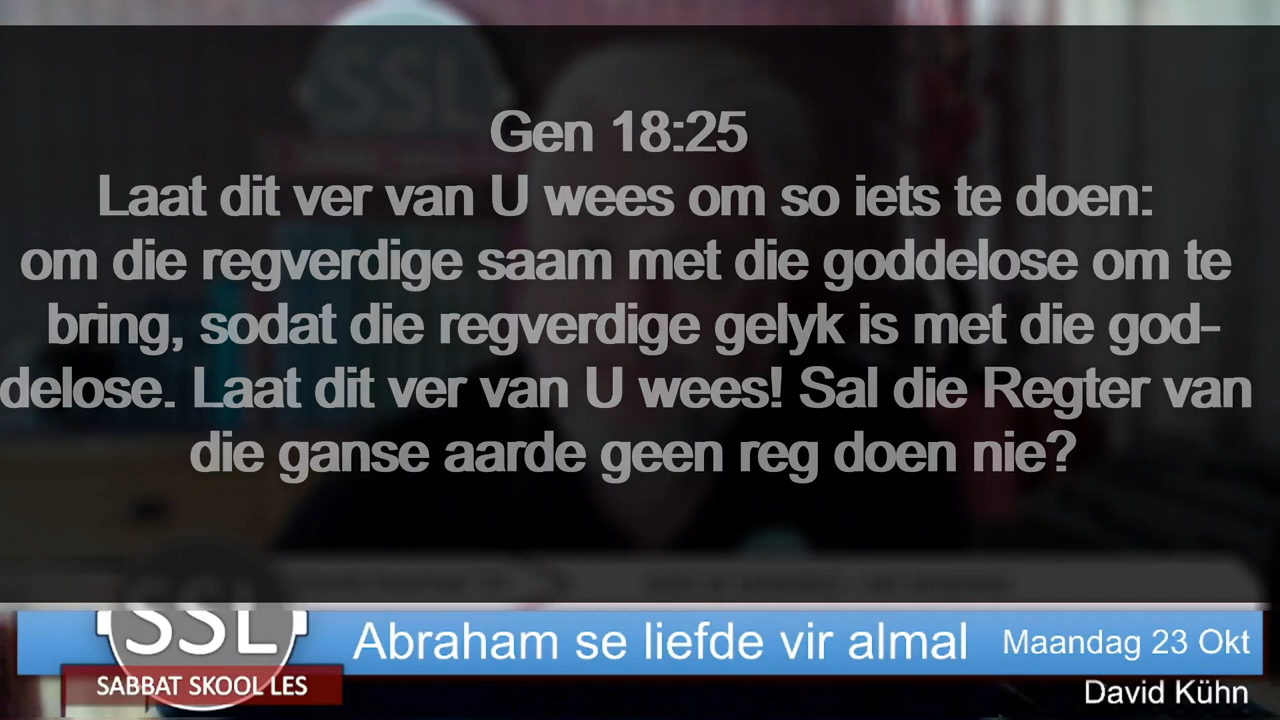 SSL
Gen 18:25
Laat dit ver van U wees om so iets te doen:
om die regverdige saam met die goddelose om te
bring, sodat die regverdige gelyk is met die god-
delose. Laat dit ver van U wees! Sal die Regter van
die ganse aarde geen reg doen nie?
SSL
SABBAT SKOOL LES
Abraham se liefde vir almal
Maandag 23 Okt
David Kühn